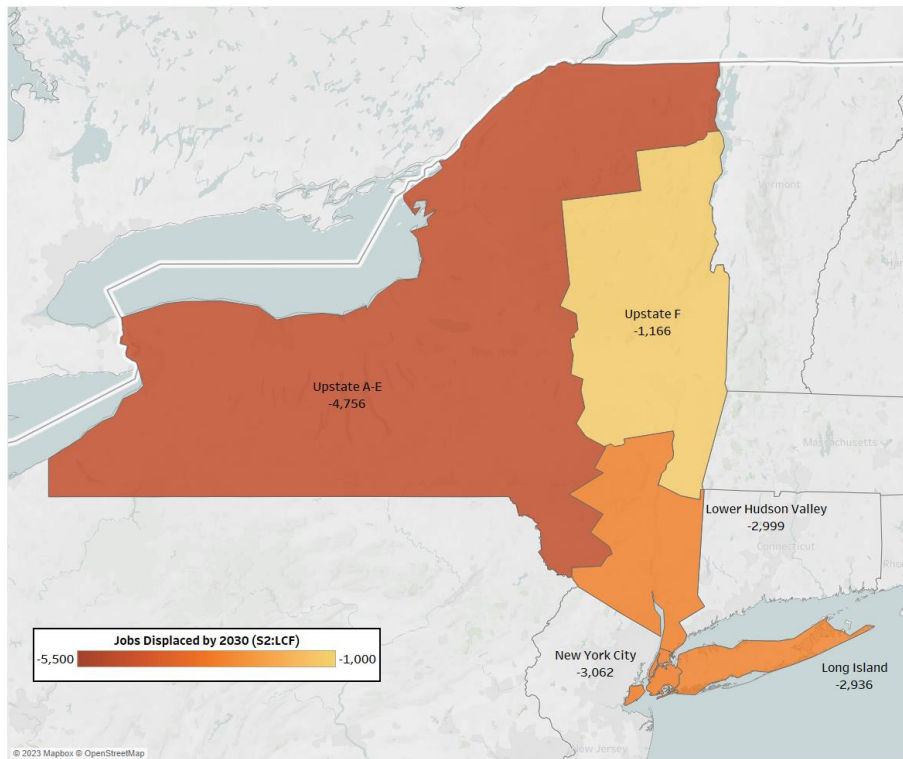 Vermont
Upstate F
-1,166
Upstate A-E
-4,756
Massachusetts
Lower Hudson Valley
-2,999
Connecticut
Jobs Displaced by 2030 (S2:LCF)
-5,500
-1,000
New York City
-3,062
Long Island
-2,936
New Jersey
© 2023 Mapbox © OpenStreetMap